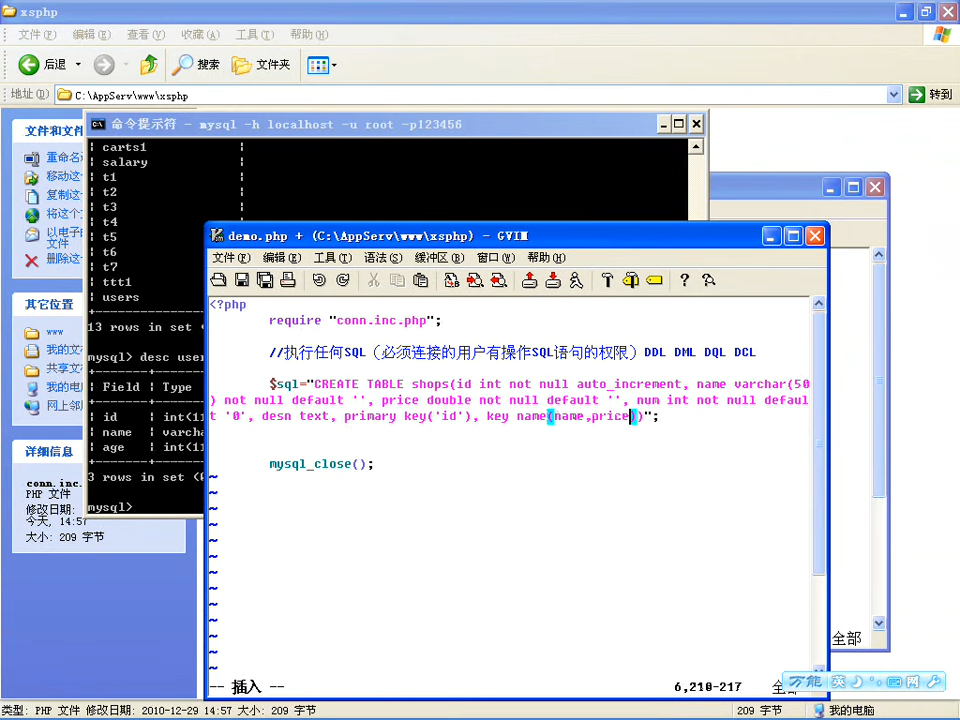 xsphp
文件(F) 编辑(E) 查看(V) 收藏(A) 工具(T) 帮助(H)
后退 搜索 文件夹
地址(D) C:\AppServ\www\xsphp 转到
文件和文件
重命名
移动这
复制这
将这个
以电子
文件
删除这
其它位置
www
我的文
共享文
我的电
网上邻
详细信息
conn.inc.
PHP 文件
修改日期:
今天, 14:57
大小: 209 字节
命令提示符 - mysql -h localhost -u root -p123456
| carts1 |
| salary |
| t1
| t2
| t3
| t4
| t5
| t6
| t7
| ttt1
| users
13 rows in set
mysql> desc user
| Field | Type
| id | int(11
| name | varcha
| age | int(11
3 rows in set (
mysql>
demo.php + (C:\AppServ\www\xsphp) - GVIM
文件(F) 编辑(E) 工具(T) 语法(S) 缓冲区(B) 窗口(W) 帮助(H)
<?php
require "conn.inc.php";
//执行任何SQL（必须连接的用户有操作SQL语句的权限）DDL DML DQL DCL
$sql="CREATE TABLE shops(id int not null auto_increment, name varchar(50
) not null default '', price double not null default '', num int not null defaul
t '0', desn text, primary key('id'), key name(name,price))";
mysql_close();
~
~
~
~
~
~
~
~
~
~
~
~
~
-- 插入 -- 6,210-217
全部
万能 英
类型: PHP 文件 修改日期: 2010-12-29 14:57 大小: 209 字节 209 字节 我的电脑